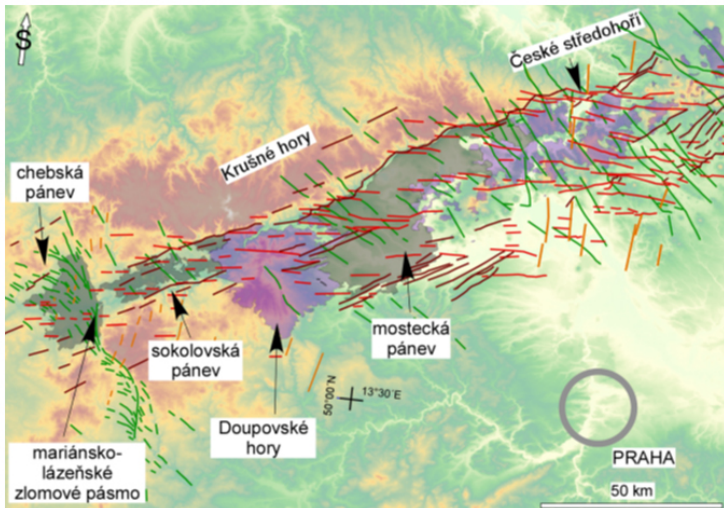 S
České středohoří
Krušné hory
chebská
pánev
sokolovská
pánev
mostecká
pánev
Doupovské
hory
mariánsko-
lázeňské
zlomové pásmo
50°00´N
13°30´E
PRAHA
50 km